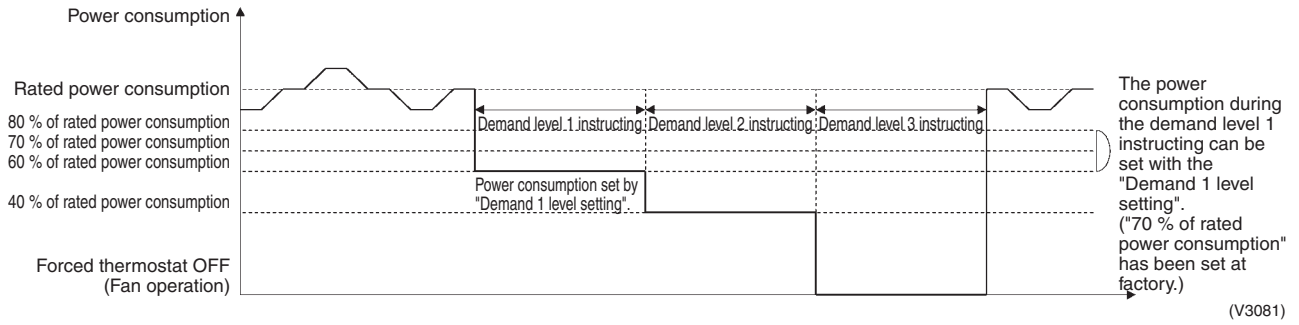 Power consumption
Rated power consumption
80 % of rated power consumption
70 % of rated power consumption
60 % of rated power consumption
40 % of rated power consumption
Forced thermostat OFF
(Fan operation)
Demand level 1 instructing
Demand level 2 instructing
Demand level 3 instructing
Power consumption set by
"Demand 1 level setting".
The power
consumption during
the demand level 1
instructing can be
set with the
"Demand 1 level
setting".
("70 % of rated
power consumption"
has been set at
factory.)
(V3081)